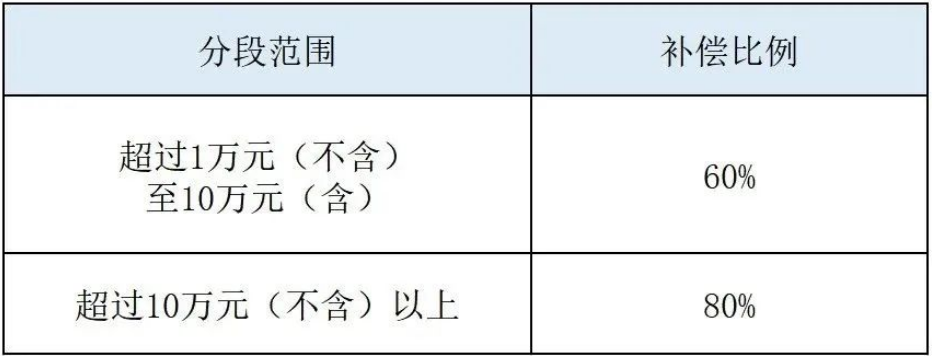 分段范围
补偿比例
超过1万元（不含）
至10万元（含）
60%
超过10万元（不含）以上
80%